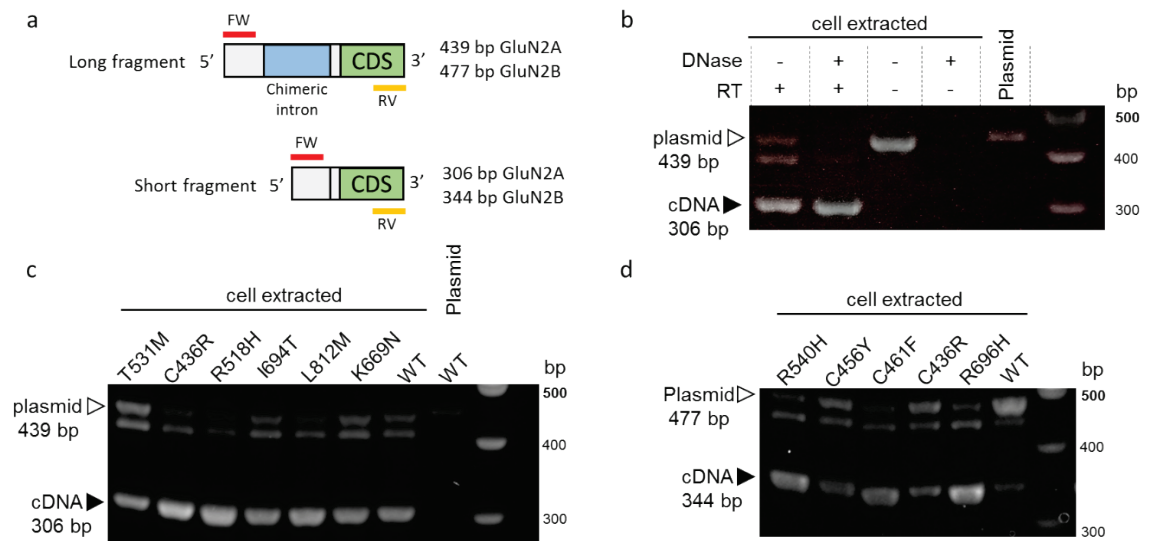 a
FW
Long fragment 5’ CDS 3’ 439 bp GluN2A
477 bp GluN2B
Chimeric
intron
RV
FW
Short fragment 5’ CDS 3’ 306 bp GluN2A
344 bp GluN2B
RV
b
cell extracted
DNase - + - +
RT + + - -
Plasmid
bp
plasmid
439 bp
cDNA
306 bp
500
400
300
c
cell extracted
Plasmid
T531M C436R R518H I694T L812M K669N WT WT
bp
plasmid
439 bp
cDNA
306 bp
500
400
300
d
cell extracted
R540H C456Y C461F C436R R696H WT
bp
Plasmid
477 bp
cDNA
344 bp
500
400
300